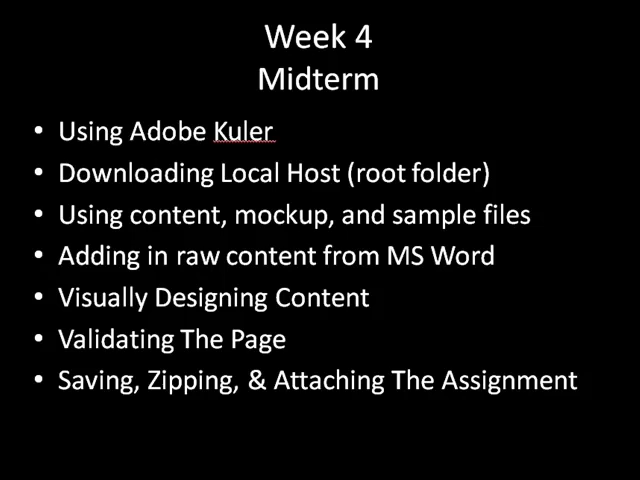 Week 4
Midterm
• Using Adobe Kuler
• Downloading Local Host (root folder)
• Using content, mockup, and sample files
• Adding in raw content from MS Word
• Visually Designing Content
• Validating The Page
• Saving, Zipping, & Attaching The Assignment